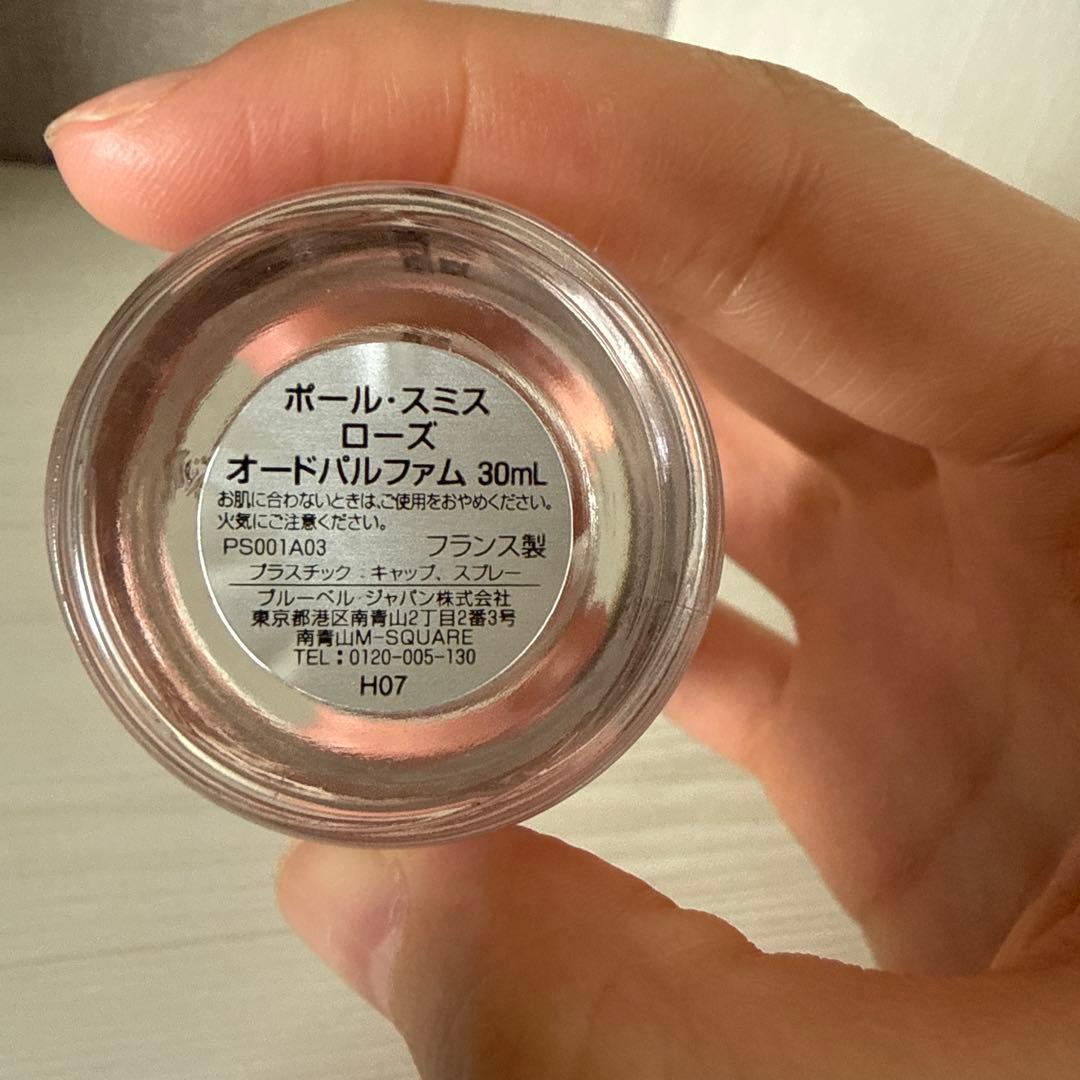 ポール・スミス
ローズ
オードパルファム 30mL
お肌に合わないときは、ご使用をおやめください。
火気にご注意ください。
PS001A03 フランス製
プラスチック:キャップ、スプレー
ブルーベル・ジャパン株式会社
東京都港区南青山2丁目2番3号
南青山M-SQUARE
TEL:0120-005-130
H07